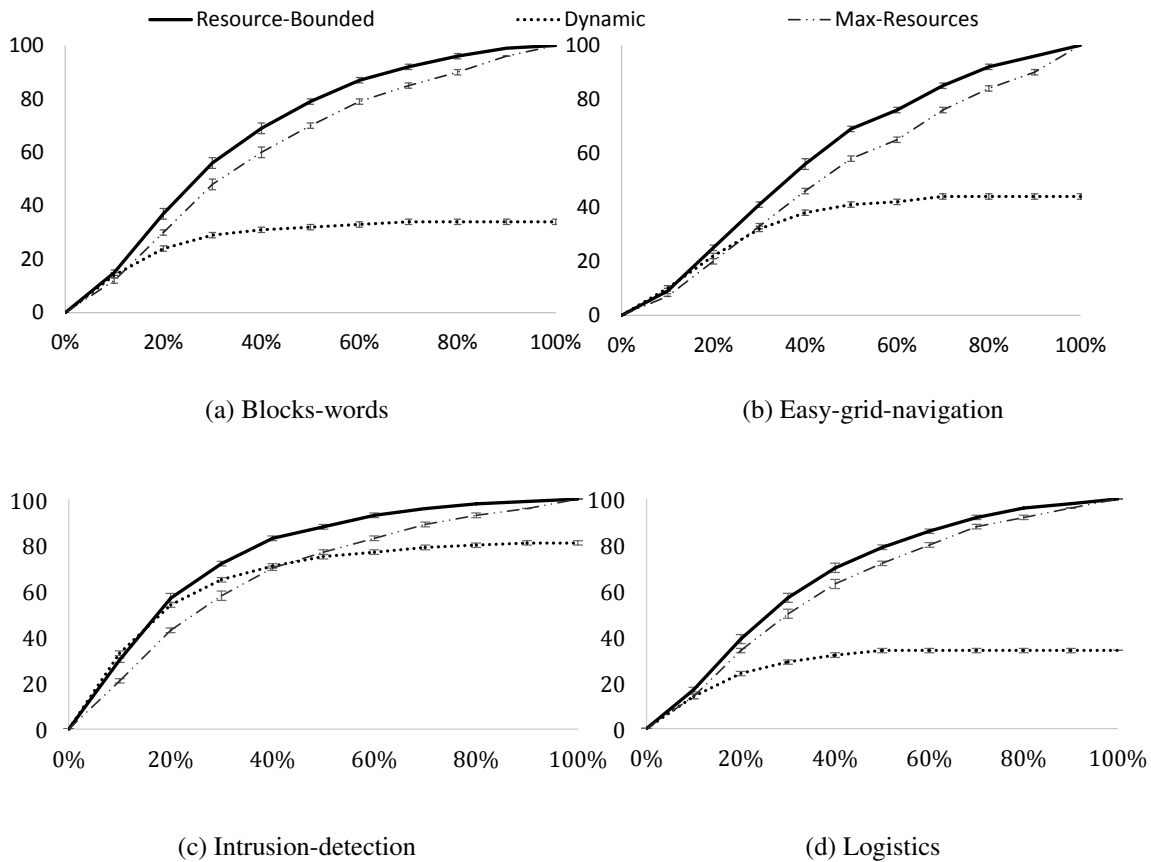 Resource-Bounded Dynamic Max-Resources
100
80
60
40
20
0
0% 20% 40% 60% 80% 100%
(a) Blocks-words
100
80
60
40
20
0
0% 20% 40% 60% 80% 100%
(b) Easy-grid-navigation
100
80
60
40
20
0
0% 20% 40% 60% 80% 100%
(c) Intrusion-detection
100
80
60
40
20
0
0% 20% 40% 60% 80% 100%
(d) Logistics